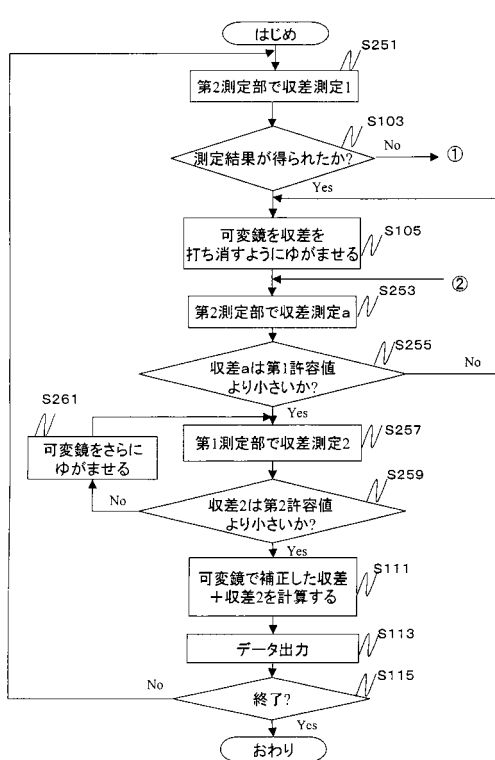 はじめ
S251
第2測定部で収差測定1
S103
測定結果が得られたか?
No
①
Yes
可変鏡を収差を
打ち消すようにゆがませる
S105
②
S253
第2測定部で収差測定a
S255
収差aは第1許容値
より小さいか?
No
Yes
S261
可変鏡をさらに
ゆがませる
第1測定部で収差測定2
S257
S259
No
収差2は第2許容値
より小さいか?
Yes
可変鏡で補正した収差
+収差2を計算する
S111
S113
データ出力
S115
No
終了?
Yes
おわり